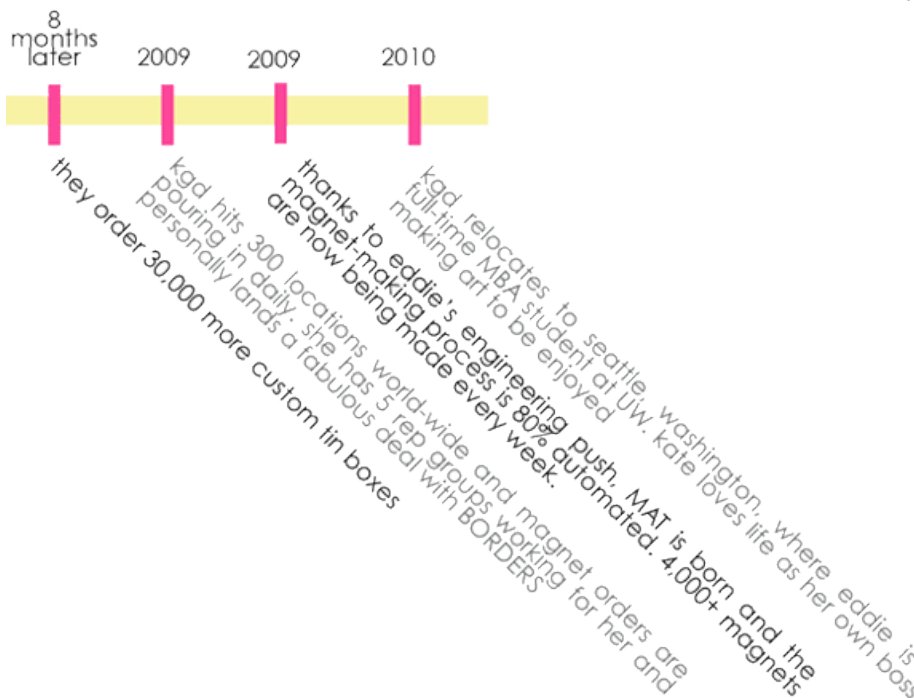 8
months
later
2009
2009
2010
they order 30,000 more custom tin boxes
kgd hits 300 locations world-wide and magnet orders are
pouring in daily. she has 5 rep groups working for her and
personally lands a fabulous deal with BORDERS
thanks to eddie's engineering push, MAT is born and the
magnet-making process is 80% automated. 4,000+ magnets
are now being made every week.
kgd relocates to seattle, washington, where eddie is
full-time MBA student at UW. kate loves life as her own boss
making art to be enjoyed